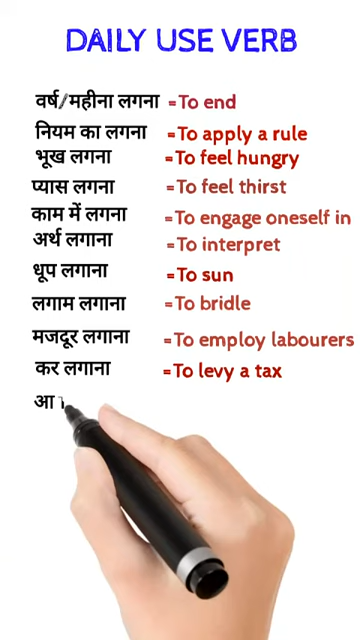 DAILY USE VERB
वर्ष/महीना लगना =To end
नियम का लगना =To apply a rule
भूख लगना =To feel hungry
प्यास लगना =To feel thirst
काम में लगना =To engage oneself in
अर्थ लगाना =To interpret
धूप लगाना =To sun
लगाम लगाना =To bridle
मजदूर लगाना =To employ labourers
कर लगाना =To levy a tax
आ